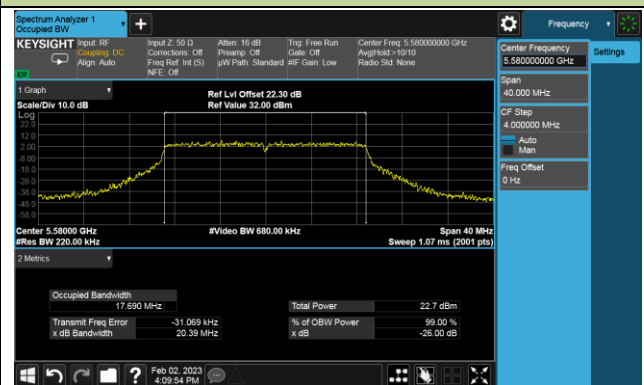 Spectrum Analyzer 1
Occupied BW
+
Frequency
KEYSIGHT
Input: RF
Coupling: DC
Align: Auto
Input Z: 50 Ω
Corrections: Off
Freq Ref: Int (S)
NFE: Off
Atten: 16 dB
Preamp: Off
µW Path: Standard
Trig: Free Run
Gate: Off
#IF Gain: Low
Center Freq: 5.580000000 GHz
Avg|Hold:>10/10
Radio Std: None
Center Frequency
5.580000000 GHz
Settings
Span
40.000 MHz
CF Step
4.000000 MHz
Auto
Man
Freq Offset
0 Hz
1 Graph
Scale/Div 10.0 dB
Ref Lvl Offset 22.30 dB
Ref Value 32.00 dBm
Log
22.0
12.0
2.00
-8.00
-18.0
-28.0
-38.0
-48.0
-58.0
Center 5.58000 GHz
#Video BW 680.00 kHz
Span 40 MHz
#Res BW 220.00 kHz
Sweep 1.07 ms (2001 pts)
2 Metrics
Occupied Bandwidth
17.690 MHz
Total Power
22.7 dBm
Transmit Freq Error
-31.069 kHz
% of OBW Power
99.00 %
x dB Bandwidth
20.39 MHz
x dB
-26.00 dB
?
Feb 02, 2023
4:09:54 PM